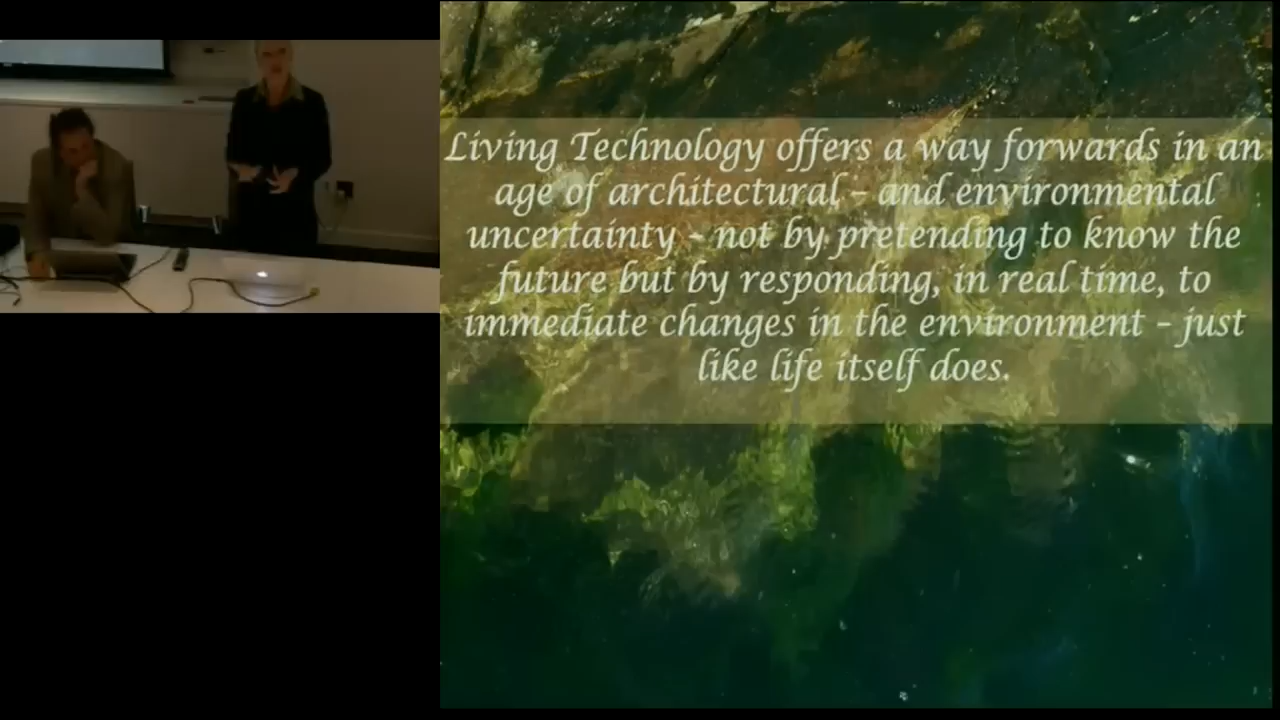 Living Technology offers a way forwards in an
age of architectural – and environmental
uncertainty - not by pretending to know the
future but by responding, in real time, to
immediate changes in the environment - just
like life itself does.